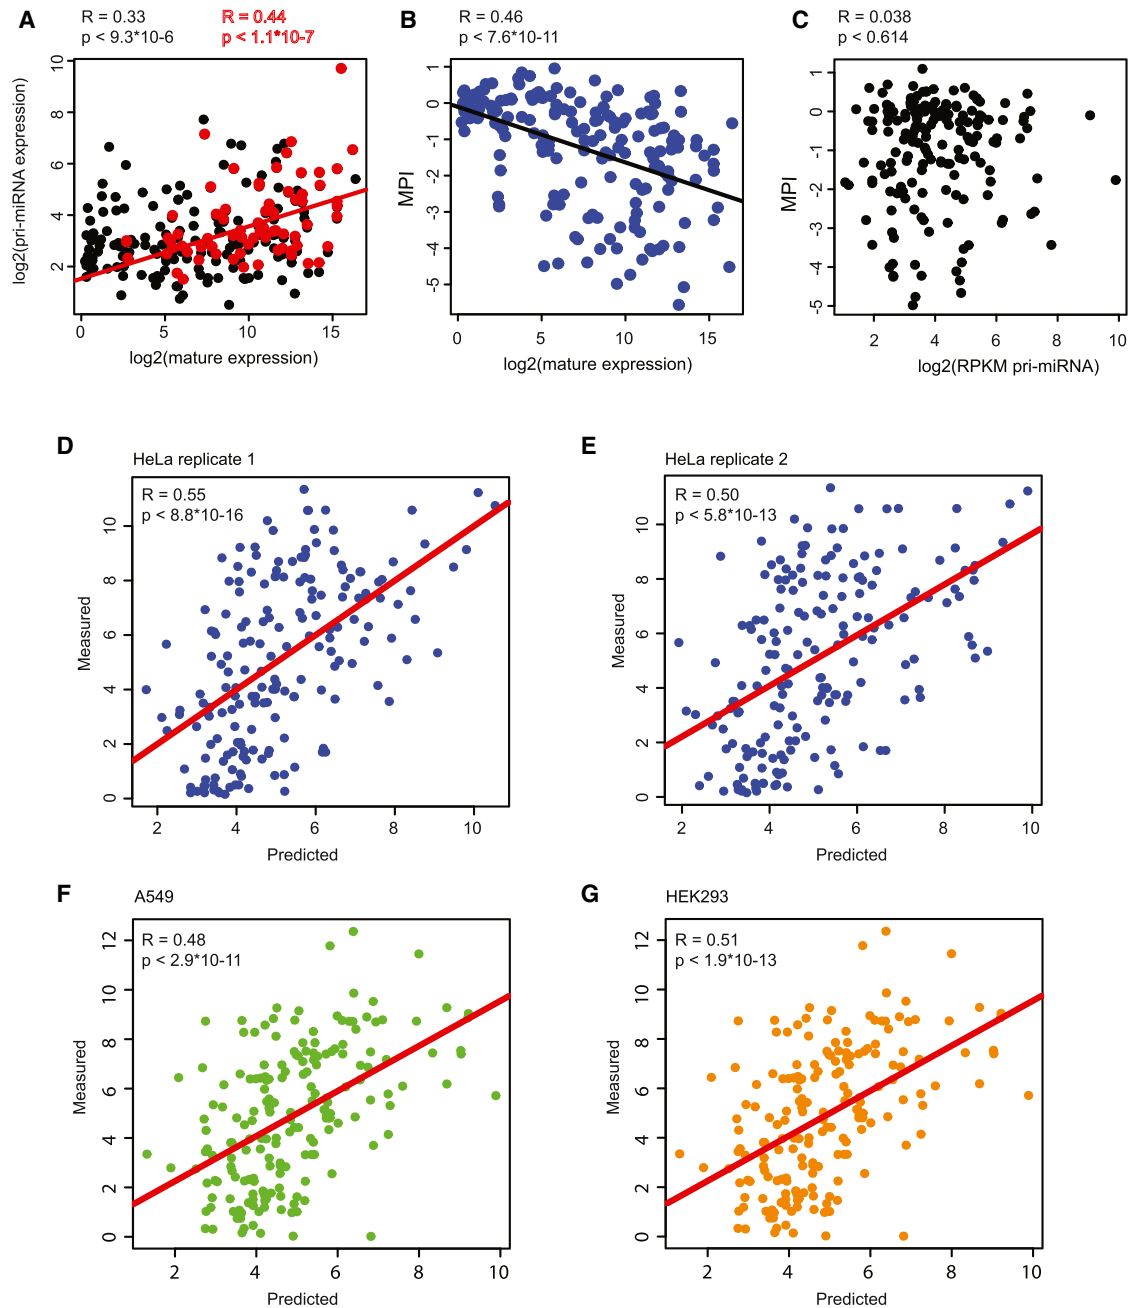 A
R = 0.33
p < 9.3*10-6
R = 0.44
p < 1.1*10-7
log2(pri-miRNA expression)
10
8
6
4
2
0 5 10 15
log2(mature expression)
B
R = 0.46
p < 7.6*10-11
MPI
1
0
-1
-2
-3
-4
-5
0 5 10 15
log2(mature expression)
C
R = 0.038
p < 0.614
MPI
1
0
-1
-2
-3
-4
-5
2 4 6 8 10
log2(RPKM pri-miRNA)
D
HeLa replicate 1
R = 0.55
p < 8.8*10-16
Measured
10
8
6
4
2
0
2 4 6 8 10
Predicted
E
HeLa replicate 2
R = 0.50
p < 5.8*10-13
Measured
10
8
6
4
2
0
2 4 6 8 10
Predicted
F
A549
R = 0.48
p < 2.9*10-11
Measured
12
10
8
6
4
2
0
2 4 6 8 10
Predicted
G
HEK293
R = 0.51
p < 1.9*10-13
Measured
12
10
8
6
4
2
0
2 4 6 8 10
Predicted